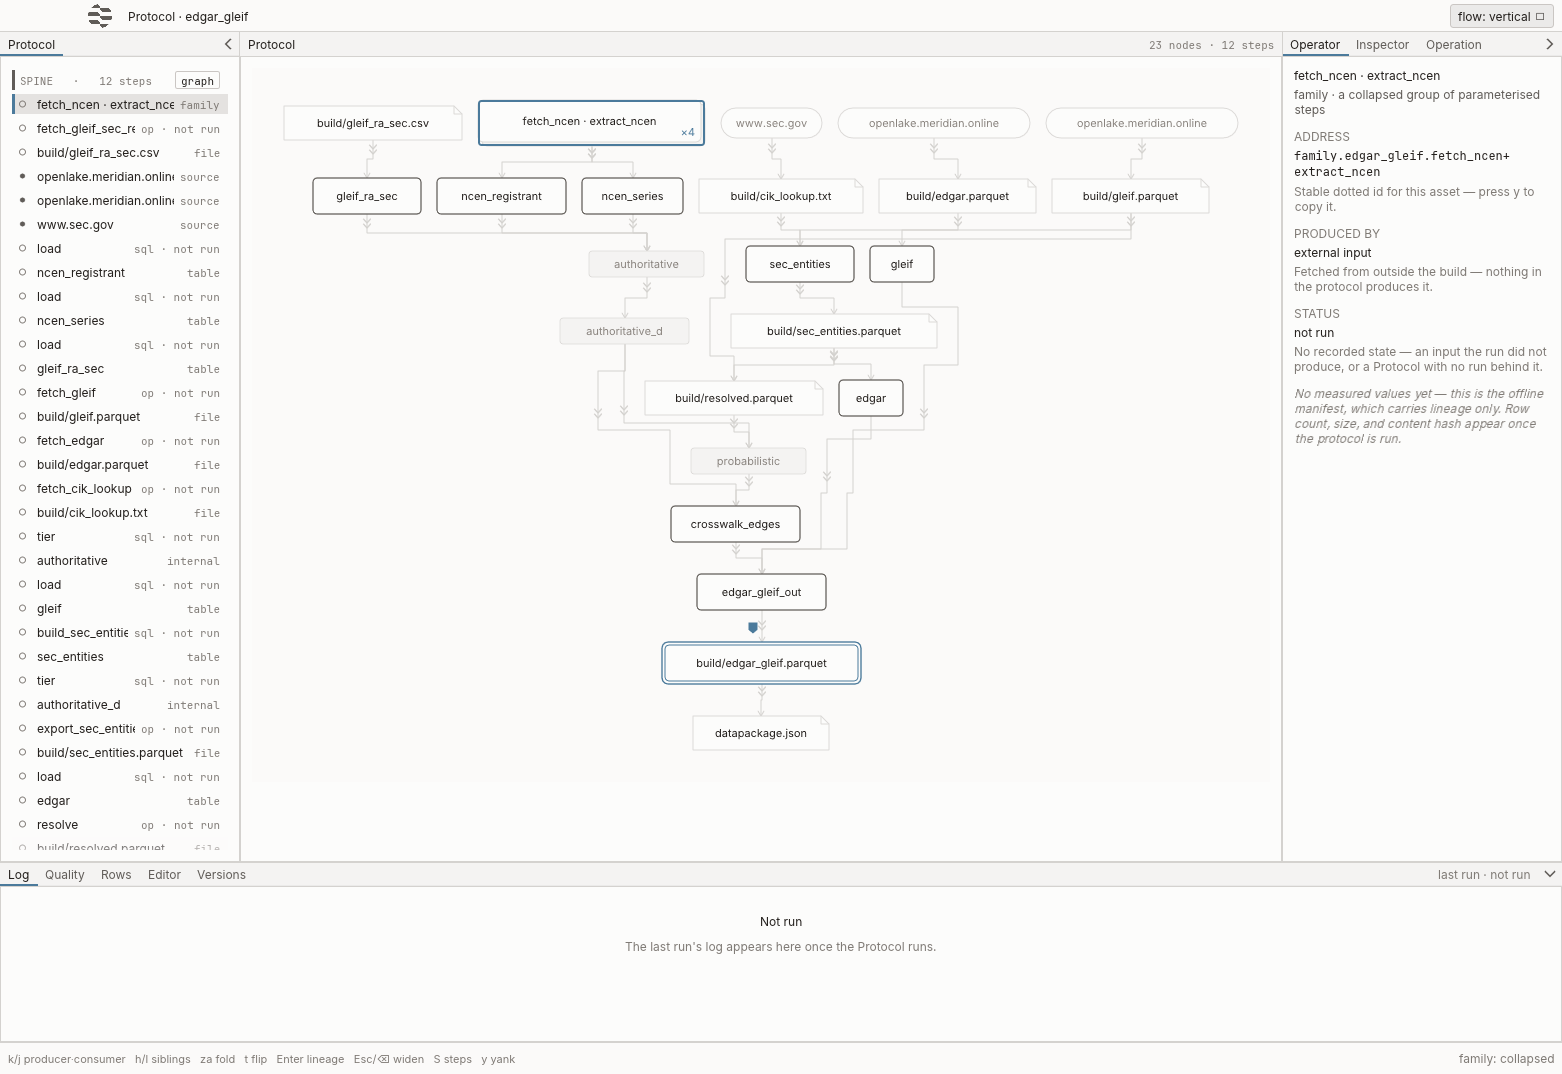 Protocol · edgar_gleif
flow: vertical
Protocol
Protocol
23 nodes · 12 steps
Operator Inspector Operation
SPINE · 12 steps graph
fetch_ncen · extract_nce family
fetch_gleif_sec_re op · not run
build/gleif_ra_sec.csv file
openlake.meridian.online source
openlake.meridian.online source
www.sec.gov source
load sql · not run
ncen_registrant table
load sql · not run
ncen_series table
load sql · not run
gleif_ra_sec table
fetch_gleif op · not run
build/gleif.parquet file
fetch_edgar op · not run
build/edgar.parquet file
fetch_cik_lookup op · not run
build/cik_lookup.txt file
tier sql · not run
authoritative internal
load sql · not run
gleif table
build_sec_entitie sql · not run
sec_entities table
tier sql · not run
authoritative_d internal
export_sec_entitie op · not run
build/sec_entities.parquet file
load sql · not run
edgar table
resolve op · not run
build/resolved.parquet file
build/gleif_ra_sec.csv
fetch_ncen · extract_ncen
×4
www.sec.gov
openlake.meridian.online
openlake.meridian.online
gleif_ra_sec
ncen_registrant
ncen_series
build/cik_lookup.txt
build/edgar.parquet
build/gleif.parquet
authoritative
sec_entities
gleif
authoritative_d
build/sec_entities.parquet
build/resolved.parquet
edgar
probabilistic
crosswalk_edges
edgar_gleif_out
build/edgar_gleif.parquet
datapackage.json
fetch_ncen · extract_ncen
family · a collapsed group of parameterised
steps
ADDRESS
family.edgar_gleif.fetch_ncen+
extract_ncen
Stable dotted id for this asset — press y to
copy it.
PRODUCED BY
external input
Fetched from outside the build — nothing in
the protocol produces it.
STATUS
not run
No recorded state — an input the run did not
produce, or a Protocol with no run behind it.
No measured values yet — this is the offline
manifest, which carries lineage only. Row
count, size, and content hash appear once
the protocol is run.
Log Quality Rows Editor Versions
last run · not run
Not run
The last run's log appears here once the Protocol runs.
k/j producer·consumer h/l siblings za fold t flip Enter lineage Esc/⌫ widen S steps y yank
family: collapsed